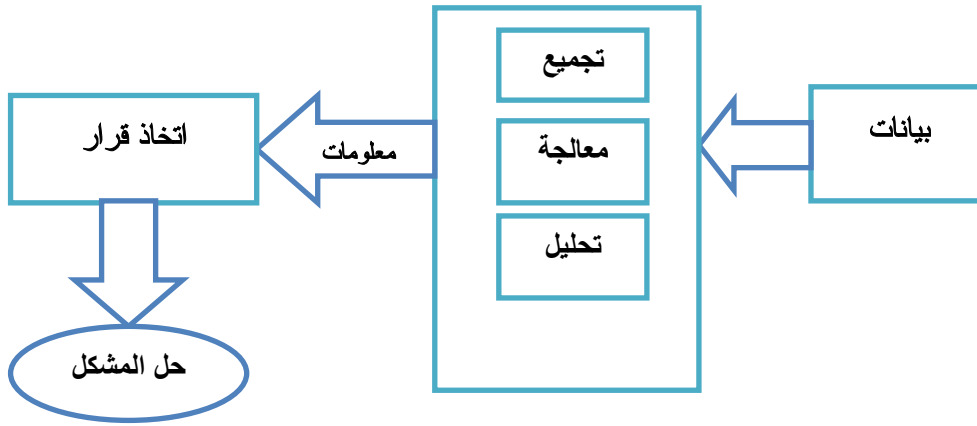 بيانات
تجميع
معالجة
تحليل
معلومات
اتخاذ قرار
حل المشكل